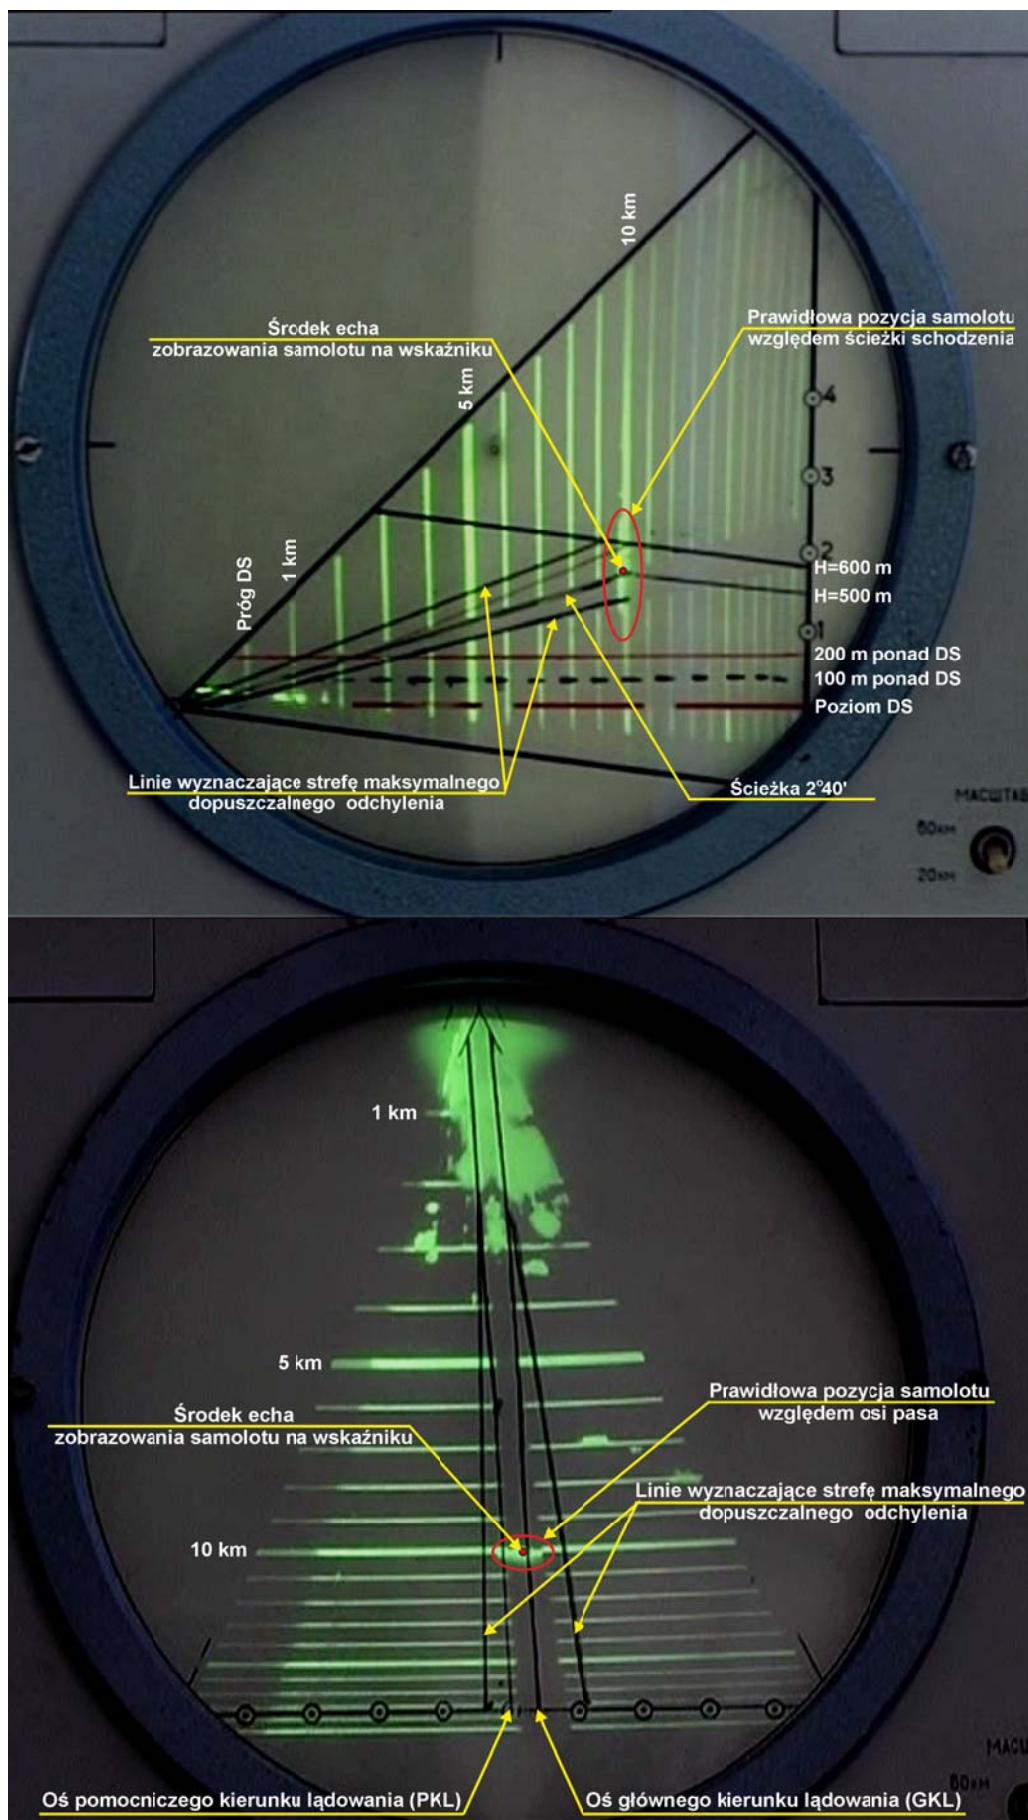 10 km
Środek echa
zobrazowania samolotu na wskaźniku
Prawidłowa pozycja samolotu
względem ścieżki schodzenia
5 km
4
3
1 km
Próg DS
2
H=600 m
H=500 m
1
200 m ponad DS
100 m ponad DS
Poziom DS
Linie wyznaczające strefę maksymalnego
dopuszczalnego odchylenia
Ścieżka 2°40'
МАСШТАБ
60км
20км
1 km
5 km
Prawidłowa pozycja samolotu
względem osi pasa
Środek echa
zobrazowania samolotu na wskaźniku
Linie wyznaczające strefę maksymalnego
dopuszczalnego odchylenia
10 km
МАСШ
60км
Oś pomocniczego kierunku lądowania (PKL)
Oś głównego kierunku lądowania (GKL)